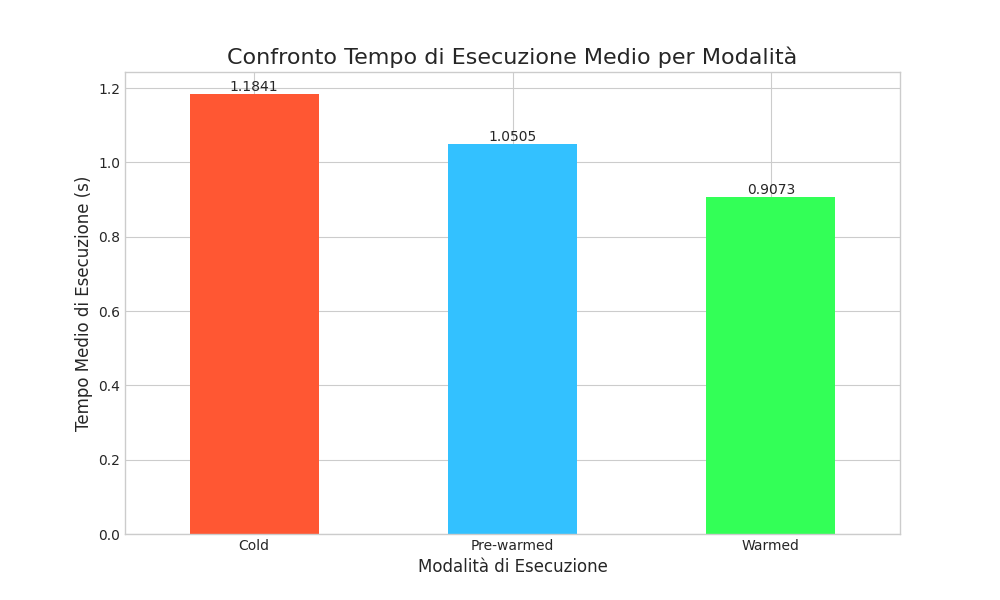 Confronto Tempo di Esecuzione Medio per Modalità
1.1841
1.0505
0.9073
Tempo Medio di Esecuzione (s)
1.2
1.0
0.8
0.6
0.4
0.2
0.0
Cold
Pre-warmed
Warmed
Modalità di Esecuzione